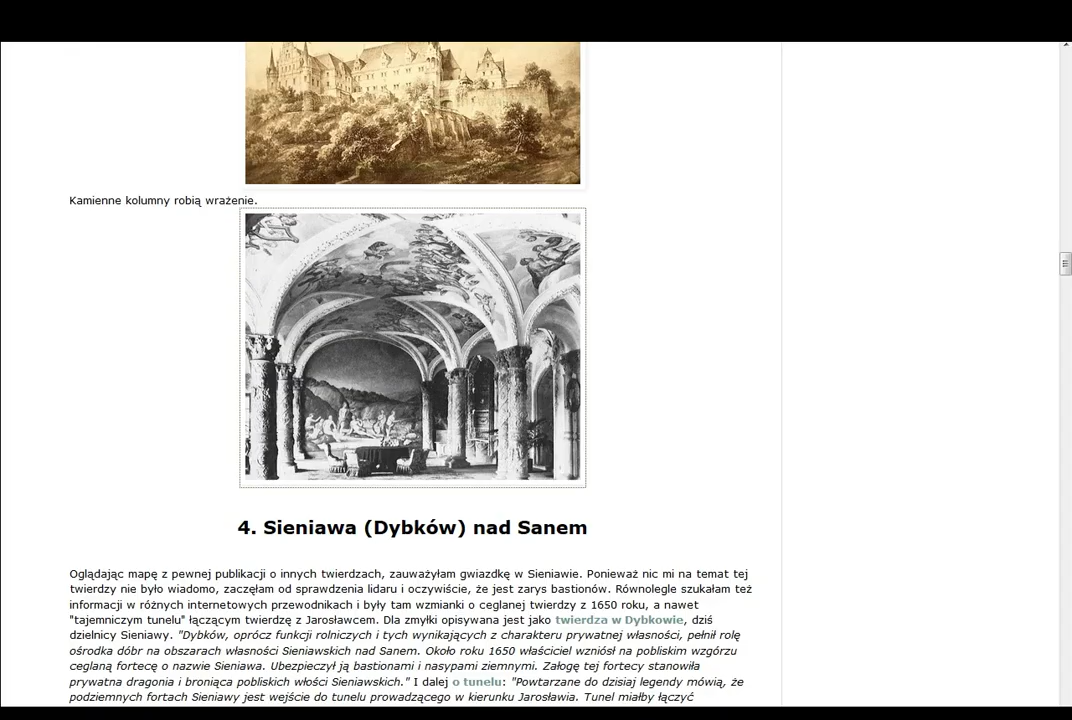 Kamienne kolumny robią wrażenie.
4. Sieniawa (Dybków) nad Sanem
Oglądając mapę z pewnej publikacji o innych twierdzach, zauważyłam gwiazdkę w Sieniawie. Ponieważ nic mi na temat tej
twierdzy nie było wiadomo, zaczęłam od sprawdzenia lidaru i oczywiście, że jest zarys bastionów. Równolegle szukałam też
informacji w różnych internetowych przewodnikach i były tam wzmianki o ceglanej twierdzy z 1650 roku, a nawet
"tajemniczym tunelu" łączącym twierdzę z Jarosławcem. Dla zmyłki opisywana jest jako twierdza w Dybkowie, dziś
dzielnicy Sieniawy. "Dybków, oprócz funkcji rolniczych i tych wynikających z charakteru prywatnej własności, pełnił rolę
ośrodka dóbr na obszarach własności Sieniawskich nad Sanem. Około roku 1650 właściciel wzniósł na pobliskim wzgórzu
ceglaną fortecę o nazwie Sieniawa. Ubezpieczył ją bastionami i nasypami ziemnymi. Załogę tej fortecy stanowiła
prywatna dragonia i broniąca pobliskich włości Sieniawskich." I dalej o tunelu: "Powtarzane do dzisiaj legendy mówią, że
podziemnych fortach Sieniawy jest wejście do tunelu prowadzącego w kierunku Jarosławia. Tunel miałby łączyć